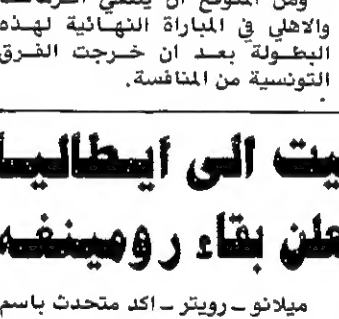 ومن المتوقع ان يلتقي
والاهلي في المباراة النهائية لهذه
البطولة بعد ان خرجت الفرق
التونسية من المنافسة.
يت الى ايطاليا
علن بقاء رومينغه
ميلانو - رويتر - اكد متحدث باسم